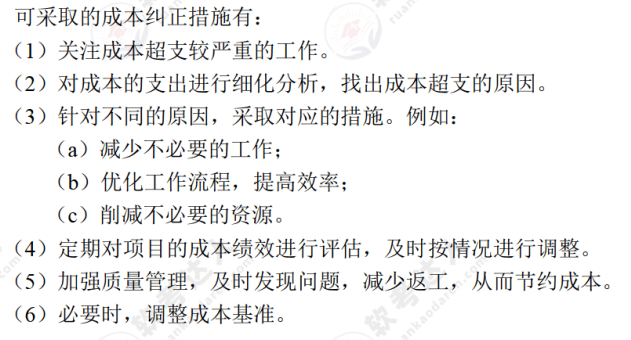 可采取的成本纠正措施有：
（1）关注成本超支较严重的工作。
（2）对成本的支出进行细化分析，找出成本超支的原因。
（3）针对不同的原因，采取对应的措施。例如：
（a）减少不必要的工作；
（b）优化工作流程，提高效率；
（c）削减不必要的资源。
（4）定期对项目的成本绩效进行评估，及时按情况进行调整。
（5）加强质量管理，及时发现问题，减少返工，从而节约成本。
（6）必要时，调整成本基准。